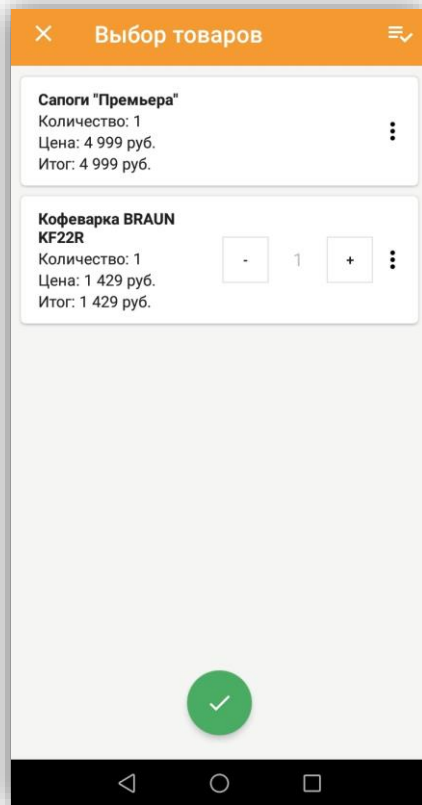 Выбор товаров
Сапоги "Премьера"
Количество: 1
Цена: 4 999 руб.
Итог: 4 999 руб.
Кофеварка BRAUN
KF22R
Количество: 1
Цена: 1 429 руб.
Итог: 1 429 руб.
- 1 +